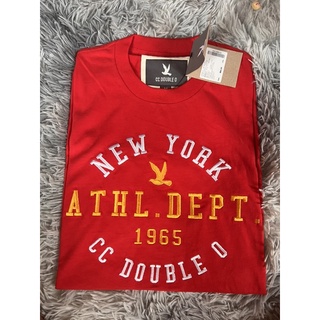 CC DOUBLE O
NEW YORK
ATHL.DEPT.
1965
CC DOUBLE O